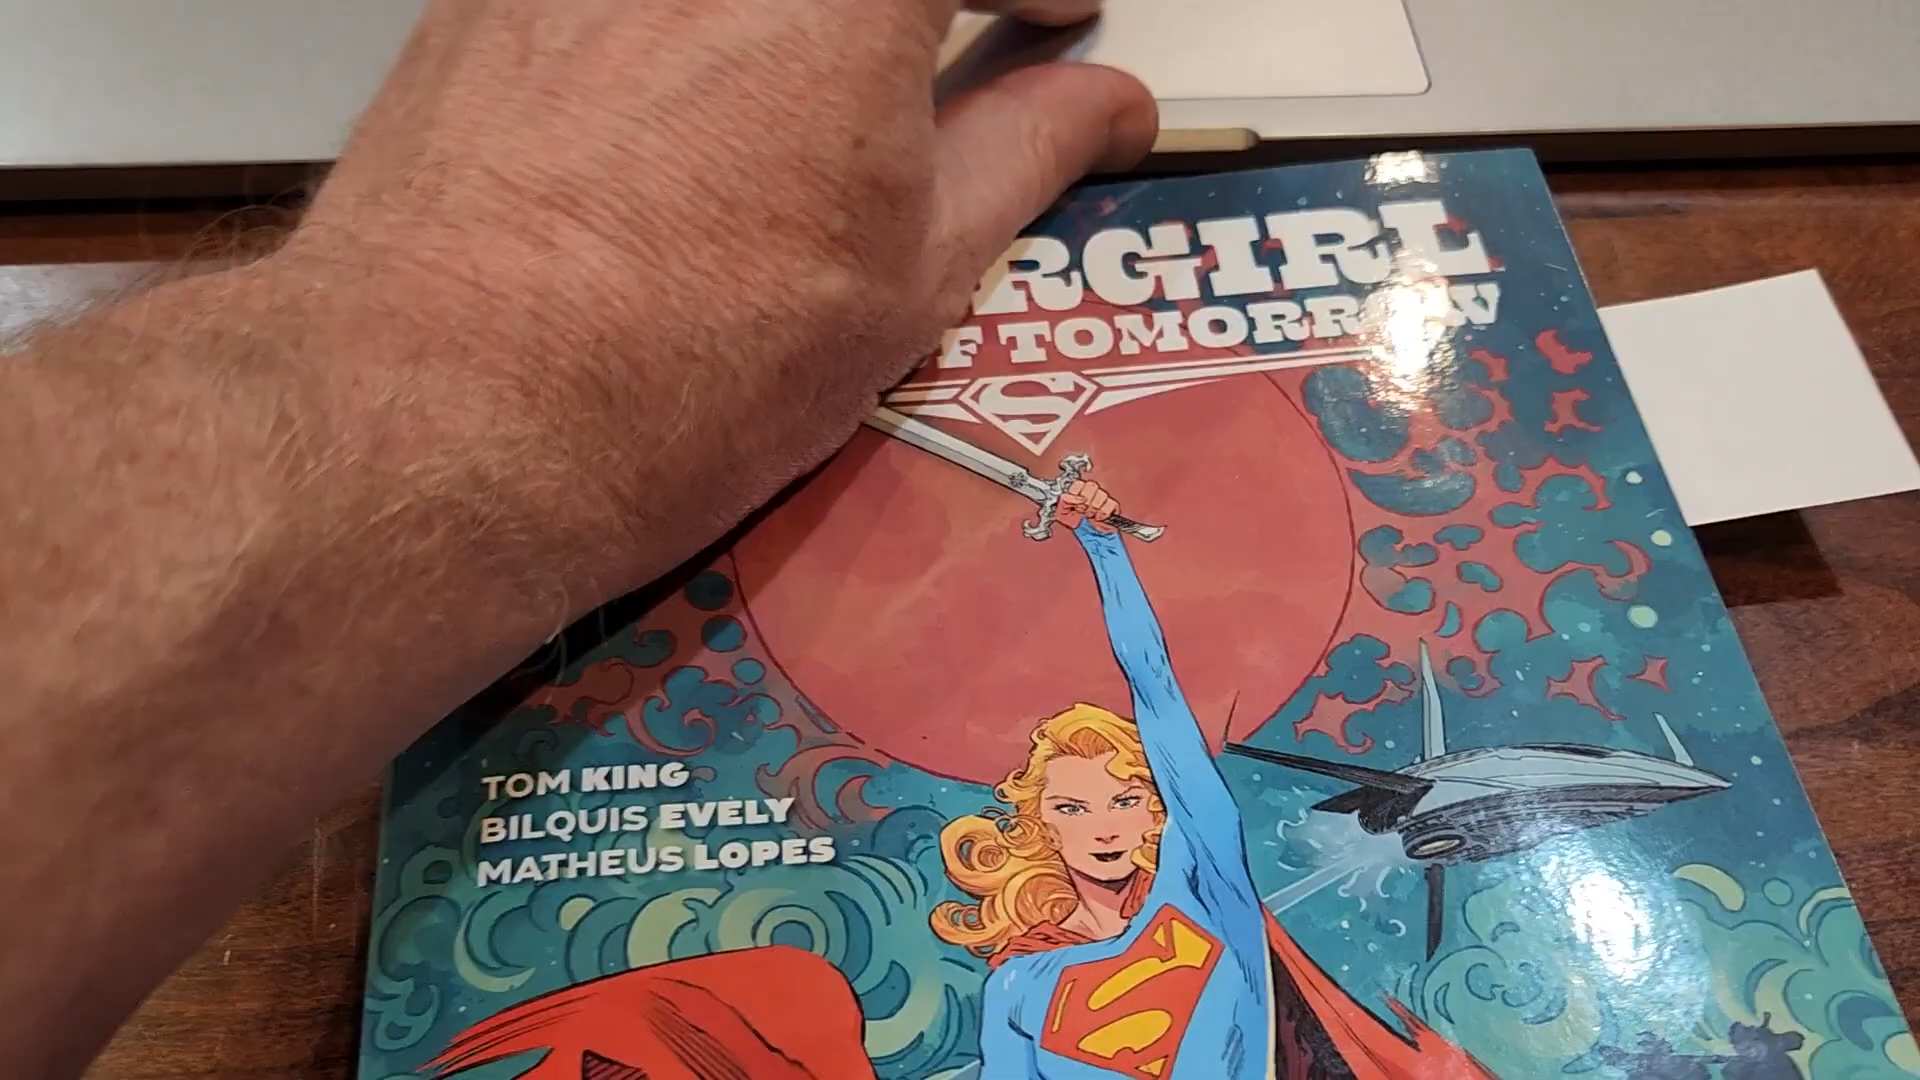 RGIRL
F TOMORROW
S
TOM KING
BILQUIS EVELY
MATHEUS LOPES
S